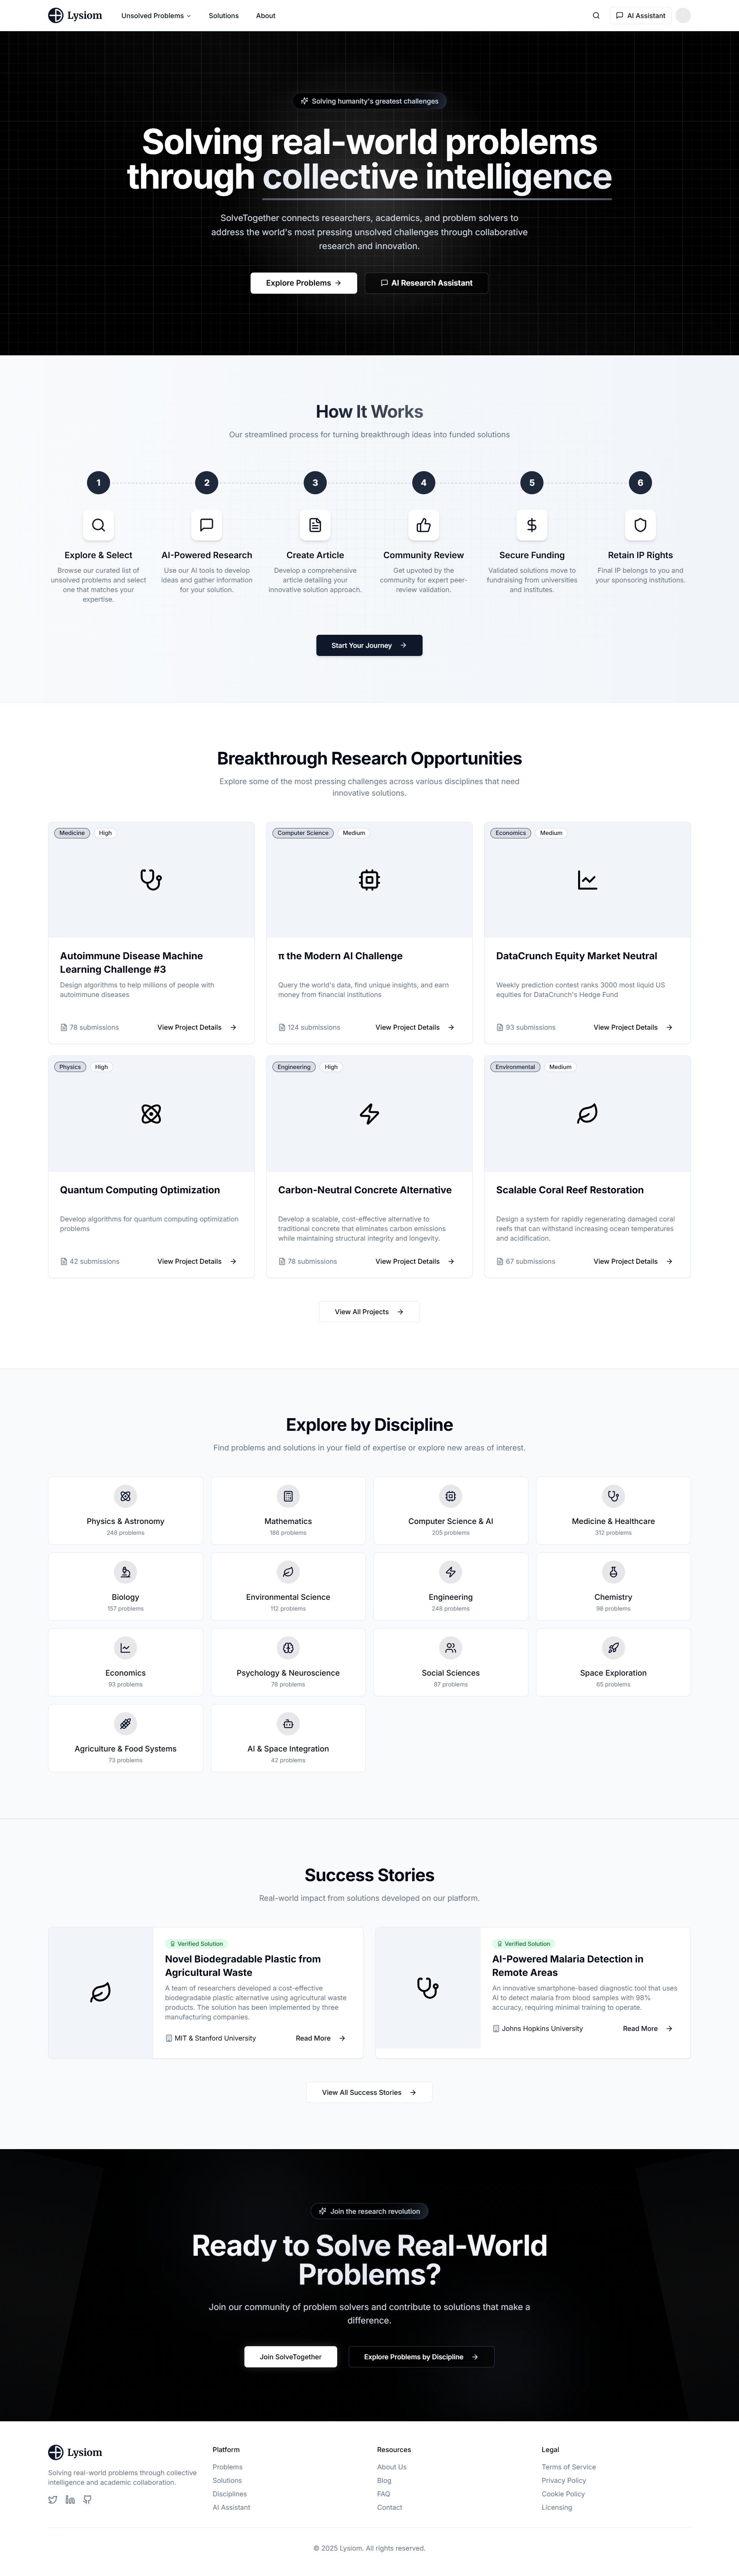 Lysiom
Unsolved Problems
Solutions
About
AI Assistant
Solving humanity's greatest challenges
Solving real-world problems
through collective intelligence
SolveTogether connects researchers, academics, and problem solvers to
address the world's most pressing unsolved challenges through collaborative
research and innovation.
Explore Problems
AI Research Assistant
How It Works
Our streamlined process for turning breakthrough ideas into funded solutions
1
2
3
4
5
6
Explore & Select
Browse our curated list of
unsolved problems and select
one that matches your
expertise.
AI-Powered Research
Use our AI tools to develop
ideas and gather information
for your solution.
Create Article
Develop a comprehensive
article detailing your
innovative solution approach.
Community Review
Get upvoted by the
community for expert peer-
review validation.
Secure Funding
Validated solutions move to
fundraising from universities
and institutes.
Retain IP Rights
Final IP belongs to you and
your sponsoring institutions.
Start Your Journey
Breakthrough Research Opportunities
Explore some of the most pressing challenges across various disciplines that need
innovative solutions.
Medicine
High
Autoimmune Disease Machine
Learning Challenge #3
Design algorithms to help millions of people with
autoimmune diseases
78 submissions
View Project Details
Computer Science
Medium
π the Modern AI Challenge
Query the world's data, find unique insights, and earn
money from financial institutions
124 submissions
View Project Details
Economics
Medium
DataCrunch Equity Market Neutral
Weekly prediction contest ranks 3000 most liquid US
equities for DataCrunch's Hedge Fund
93 submissions
View Project Details
Physics
High
Quantum Computing Optimization
Develop algorithms for quantum computing optimization
problems
42 submissions
View Project Details
Engineering
High
Carbon-Neutral Concrete Alternative
Develop a scalable, cost-effective alternative to
traditional concrete that eliminates carbon emissions
while maintaining structural integrity and longevity.
78 submissions
View Project Details
Environmental
Medium
Scalable Coral Reef Restoration
Design a system for rapidly regenerating damaged coral
reefs that can withstand increasing ocean temperatures
and acidification.
67 submissions
View Project Details
View All Projects
Explore by Discipline
Find problems and solutions in your field of expertise or explore new areas of interest.
Physics & Astronomy
248 problems
Mathematics
186 problems
Computer Science & AI
205 problems
Medicine & Healthcare
312 problems
Biology
157 problems
Environmental Science
112 problems
Engineering
248 problems
Chemistry
98 problems
Economics
93 problems
Psychology & Neuroscience
78 problems
Social Sciences
87 problems
Space Exploration
65 problems
Agriculture & Food Systems
73 problems
AI & Space Integration
42 problems
Success Stories
Real-world impact from solutions developed on our platform.
Verified Solution
Novel Biodegradable Plastic from
Agricultural Waste
A team of researchers developed a cost-effective
biodegradable plastic alternative using agricultural waste
products. The solution has been implemented by three
manufacturing companies.
MIT & Stanford University
Read More
Verified Solution
AI-Powered Malaria Detection in
Remote Areas
An innovative smartphone-based diagnostic tool that uses
AI to detect malaria from blood samples with 98%
accuracy, requiring minimal training to operate.
Johns Hopkins University
Read More
View All Success Stories
Join the research revolution
Ready to Solve Real-World
Problems?
Join our community of problem solvers and contribute to solutions that make a
difference.
Join SolveTogether
Explore Problems by Discipline
Lysiom
Solving real-world problems through collective
intelligence and academic collaboration.
Platform
Problems
Solutions
Disciplines
AI Assistant
Resources
About Us
Blog
FAQ
Contact
Legal
Terms of Service
Privacy Policy
Cookie Policy
Licensing
© 2025 Lysiom. All rights reserved.